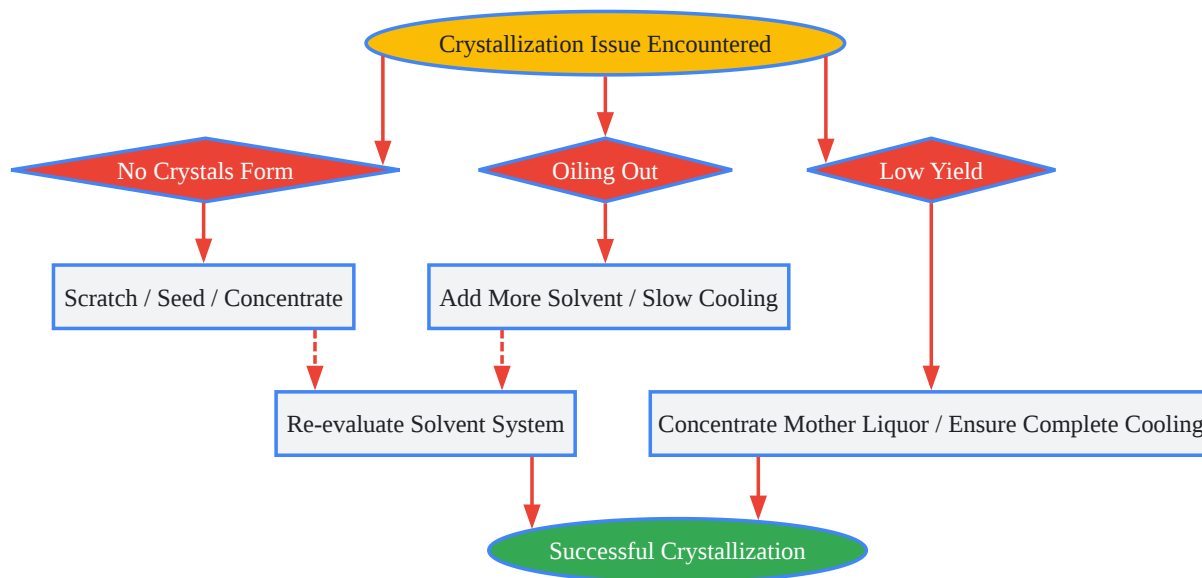 Crystallization Issue Encountered
No Crystals Form
Oiling Out
Low Yield
Scratch / Seed / Concentrate
Add More Solvent / Slow Cooling
Re-evaluate Solvent System
Concentrate Mother Liquor / Ensure Complete Cooling
Successful Crystallization